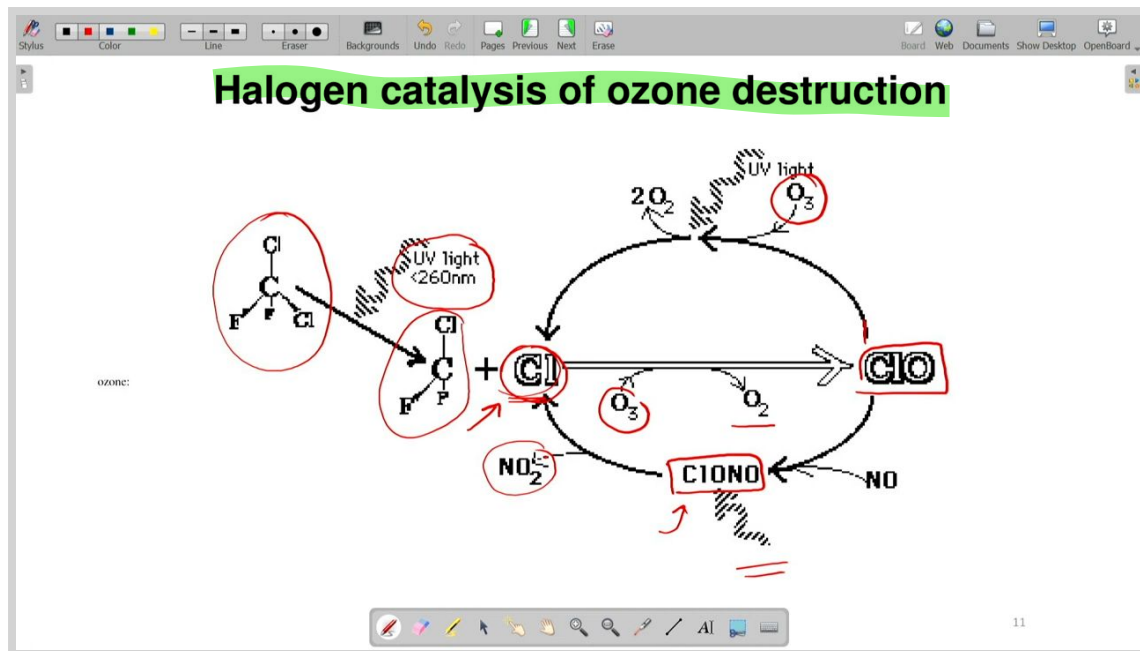 Stylus
Color
Line
Eraser
Backgrounds
Undo
Redo
Pages
Previous
Next
Erase
Board
Web
Documents
Show Desktop
OpenBoard
Halogen catalysis of ozone destruction
UV light
2O2
O3
Cl
C
F
F
Cl
UV light
<260nm
Cl
C
F
F
+
Cl
ClO
ozone:
O3
O2
NO2
ClONO
NO
AI
11